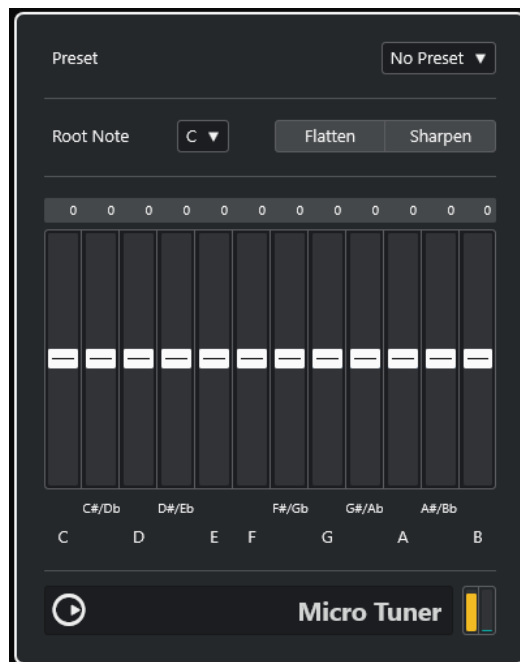 Preset No Preset ▼
Root Note C ▼ Flatten Sharpen
0 0 0 0 0 0 0 0 0 0 0 0
C#/Db D#/Eb F#/Gb G#/Ab A#/Bb
C D E F G A B
Micro Tuner